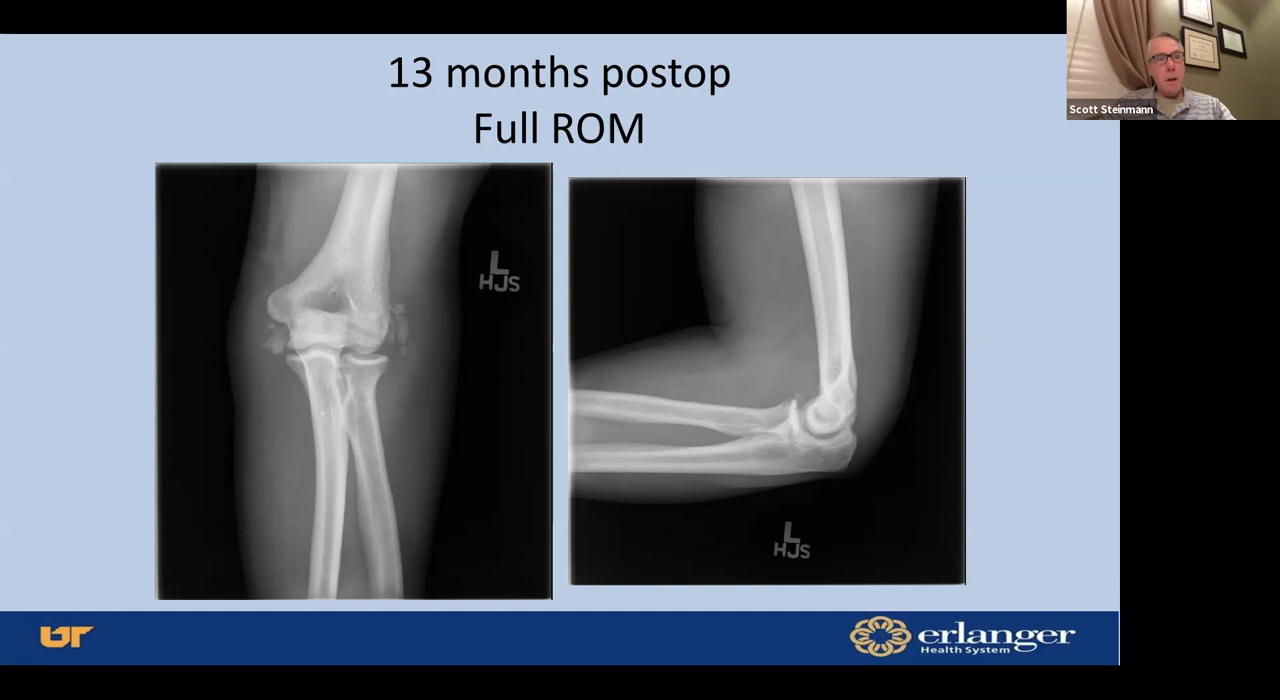 13 months postop
Full ROM
Scott Steinmann
L
HJS
L
HJS
UT
erlanger
Health System